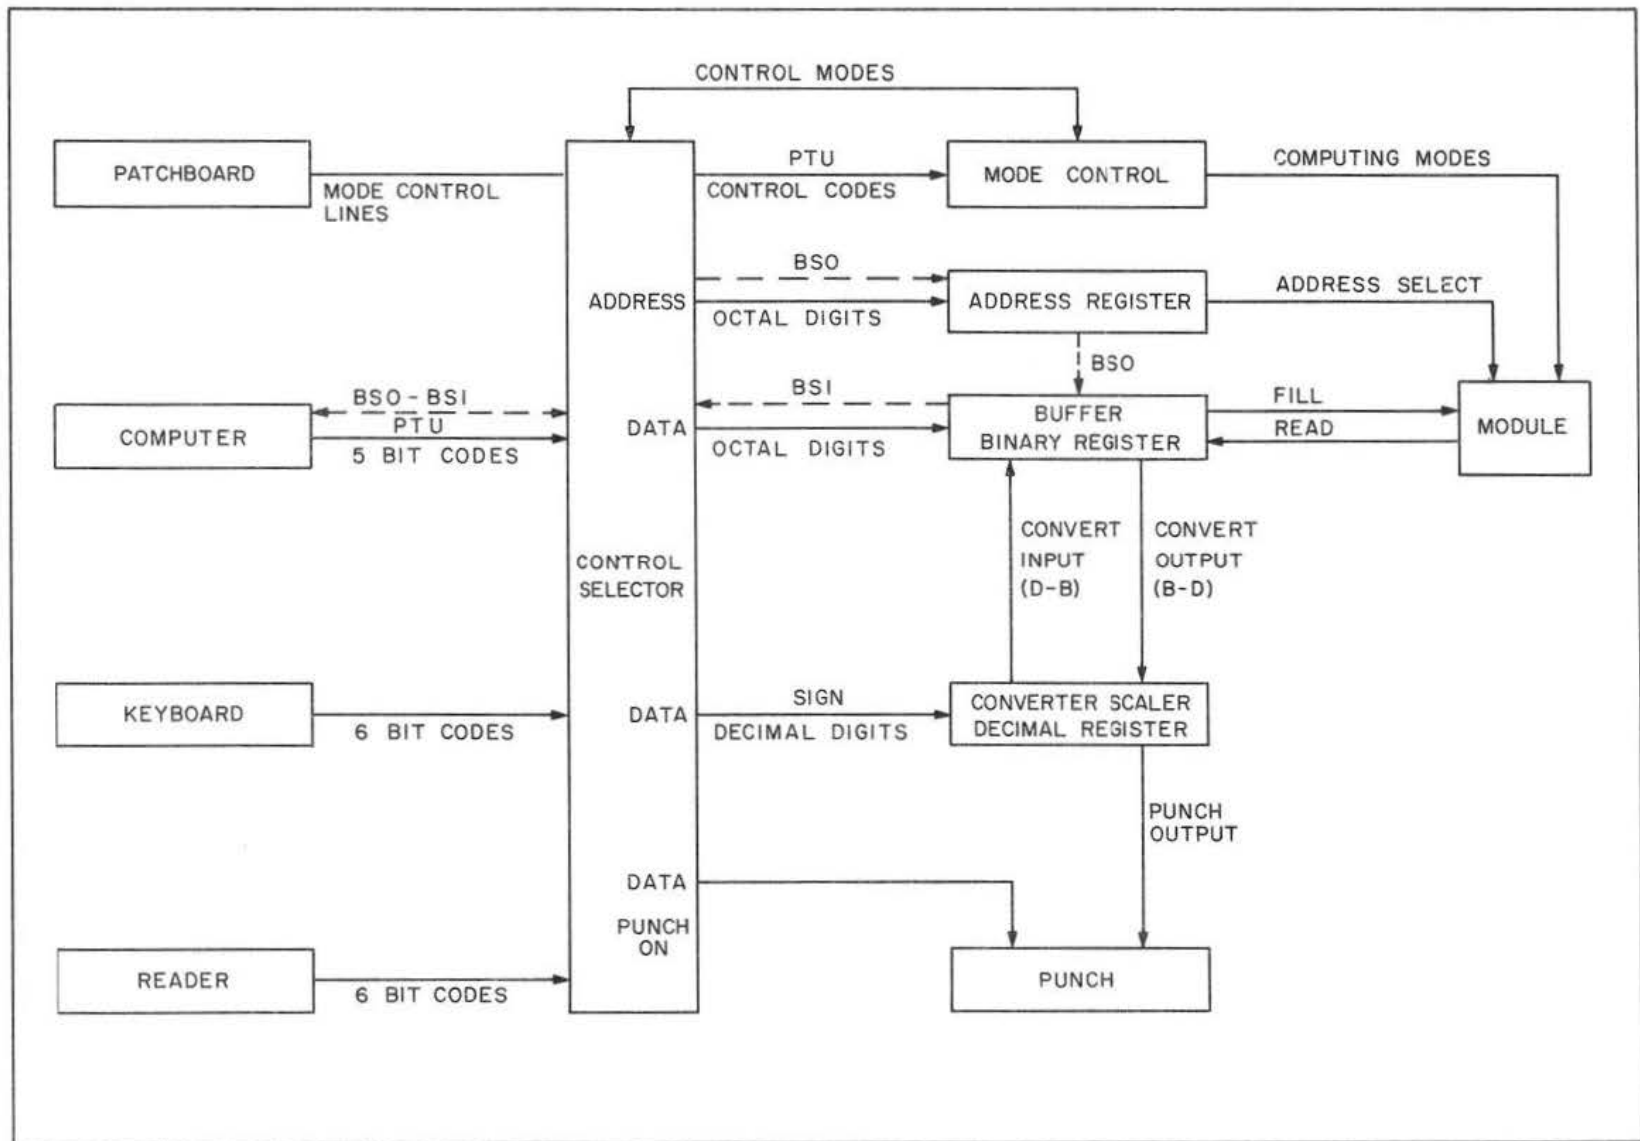 CONTROL MODES
PATCHBOARD
MODE CONTROL
LINES
PTU
CONTROL CODES
MODE CONTROL
COMPUTING MODES
BSO
ADDRESS
OCTAL DIGITS
ADDRESS REGISTER
ADDRESS SELECT
BSO
COMPUTER
BSO-BSI
PTU
5 BIT CODES
BSI
DATA
OCTAL DIGITS
BUFFER
BINARY REGISTER
FILL
READ
MODULE
CONTROL
SELECTOR
CONVERT
INPUT
(D-B)
CONVERT
OUTPUT
(B-D)
KEYBOARD
6 BIT CODES
DATA
SIGN
DECIMAL DIGITS
CONVERTER SCALER
DECIMAL REGISTER
PUNCH
OUTPUT
DATA
PUNCH
ON
READER
6 BIT CODES
PUNCH